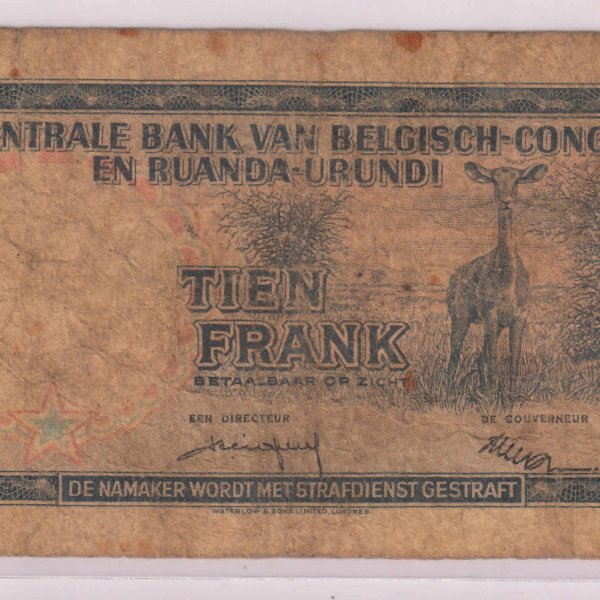 ENTRALE BANK VAN BELGISCH-CONG
EN RUANDA-URUNDI
TIEN
FRANK
BETAALBAAR OP ZICHT
EEN DIRECTEUR
DE GOUVERNEUR
DE NAMAKER WORDT MET STRAFDIENST GESTRAFT
WATERLOW & SONS LIMITED, LONDRES.